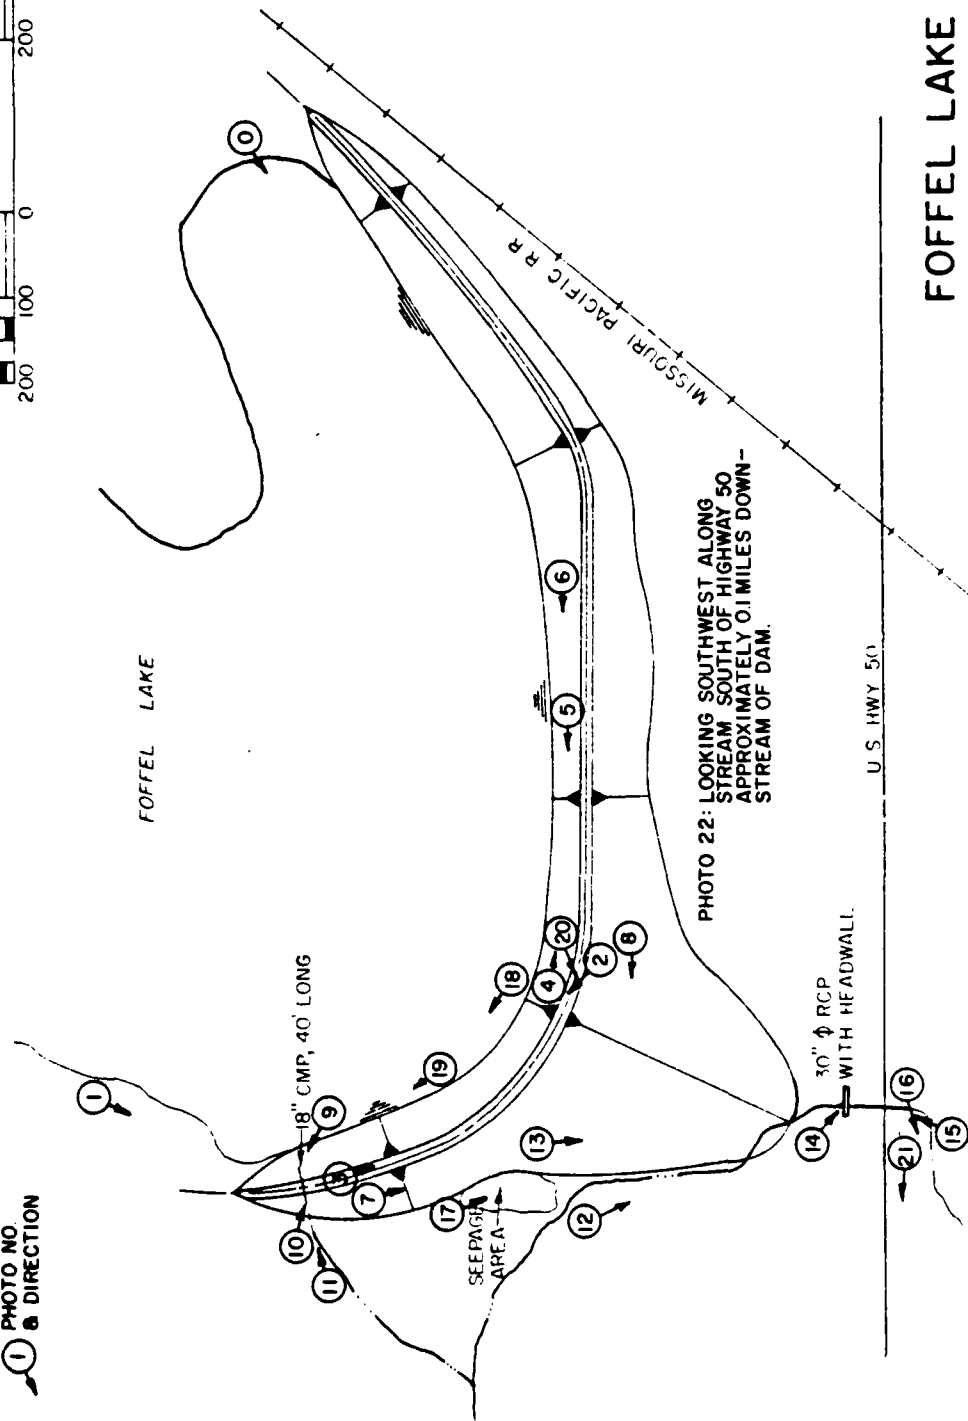 200 100 0 200
1 PHOTO NO.
& DIRECTION
FOFFEL LAKE
0
1
18" CMP, 40' LONG
9
10
11
7
19
18
4
20
2
8
5
6
17
SEEPAGE
AREA
13
12
MISSOURI PACIFIC R R
PHOTO 22: LOOKING SOUTHWEST ALONG
STREAM SOUTH OF HIGHWAY 50
APPROXIMATELY 0.1 MILES DOWN-
STREAM OF DAM.
30" Φ RCP
WITH HEADWALL
14
U S HWY 50
16
15
21
FOFFEL LAKE